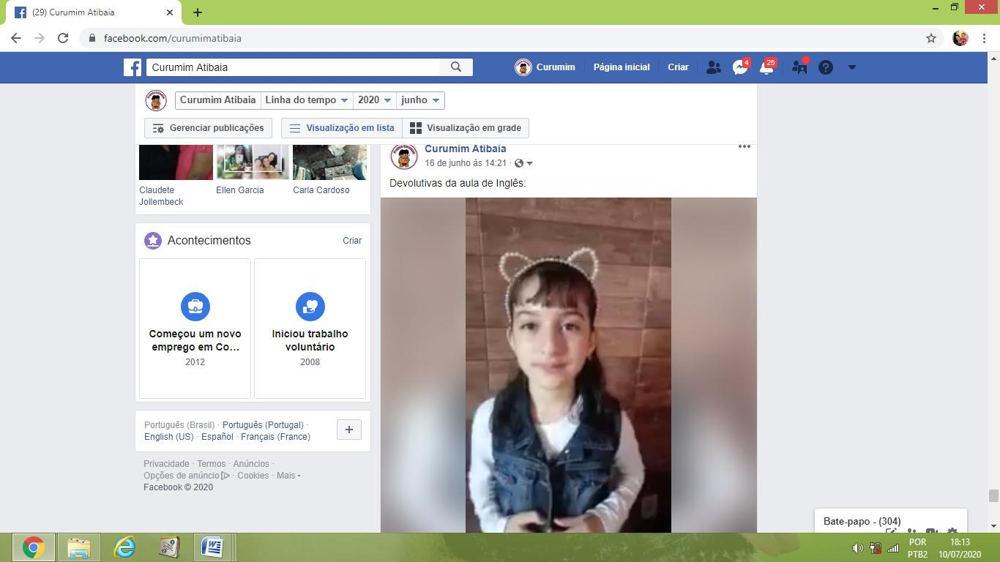 (29) Curumim Atibaia
facebook.com/curumimatibaia
Curumim Atibaia
Curumim
Página inicial
Criar
4
25
Curumim Atibaia
Linha do tempo
2020
junho
Gerenciar publicações
Visualização em lista
Visualização em grade
Claudete
Jollembeck
Ellen Garcia
Carla Cardoso
Acontecimentos
Criar
Começou um novo
emprego em Co…
2012
Iniciou trabalho
voluntário
2008
Português (Brasil) · Português (Portugal) ·
English (US) · Español · Français (France)
Privacidade · Termos · Anúncios ·
Opções de anúncio · Cookies · Mais
Facebook © 2020
Curumim Atibaia
16 de junho às 14:21 ·
Devolutivas da aula de Inglês:
Bate-papo - (304)
POR
PTB2
18:13
10/07/2020